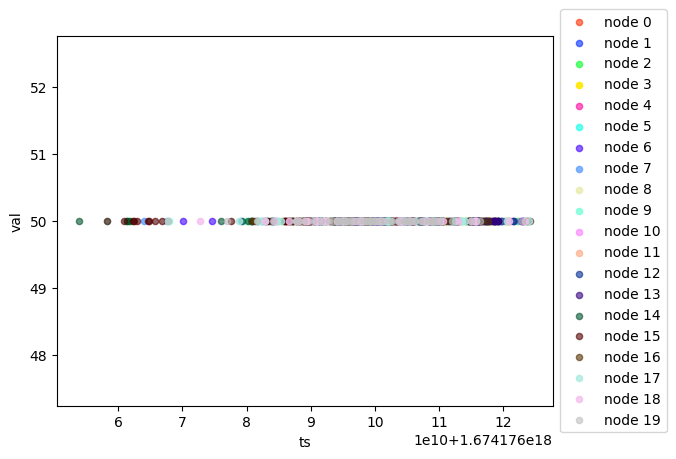 52
51
50
49
48
val
6 7 8 9 10 11 12
ts
1e10+1.674176e18
node 0
node 1
node 2
node 3
node 4
node 5
node 6
node 7
node 8
node 9
node 10
node 11
node 12
node 13
node 14
node 15
node 16
node 17
node 18
node 19